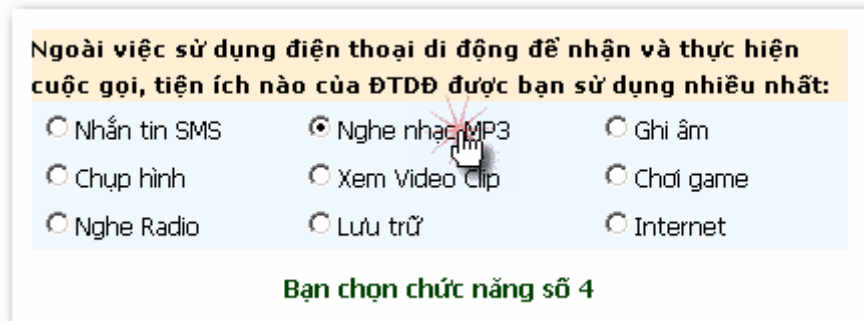 Ngoài việc sử dụng điện thoại di động để nhận và thực hiện
cuộc gọi, tiện ích nào của ĐTDĐ được bạn sử dụng nhiều nhất:
Nhắn tin SMS Nghe nhạc MP3 Ghi âm
Chụp hình Xem Video Clip Chơi game
Nghe Radio Lưu trữ Internet
Bạn chọn chức năng số 4